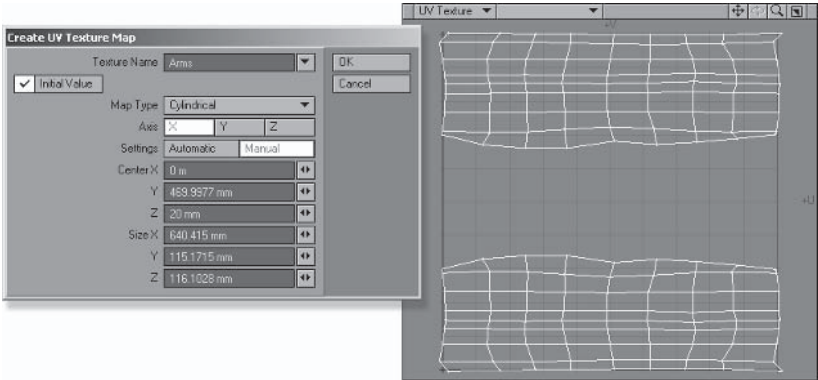 Create UV Texture Map
Texture Name Arms
Initial Value
Map Type Cylindrical
Axis X Y Z
Settings Automatic Manual
Center X 0 m
Y 469.9977 mm
Z 20 mm
Size X 640.415 mm
Y 115.1715 mm
Z 116.1028 mm
OK
Cancel
UV Texture
+U